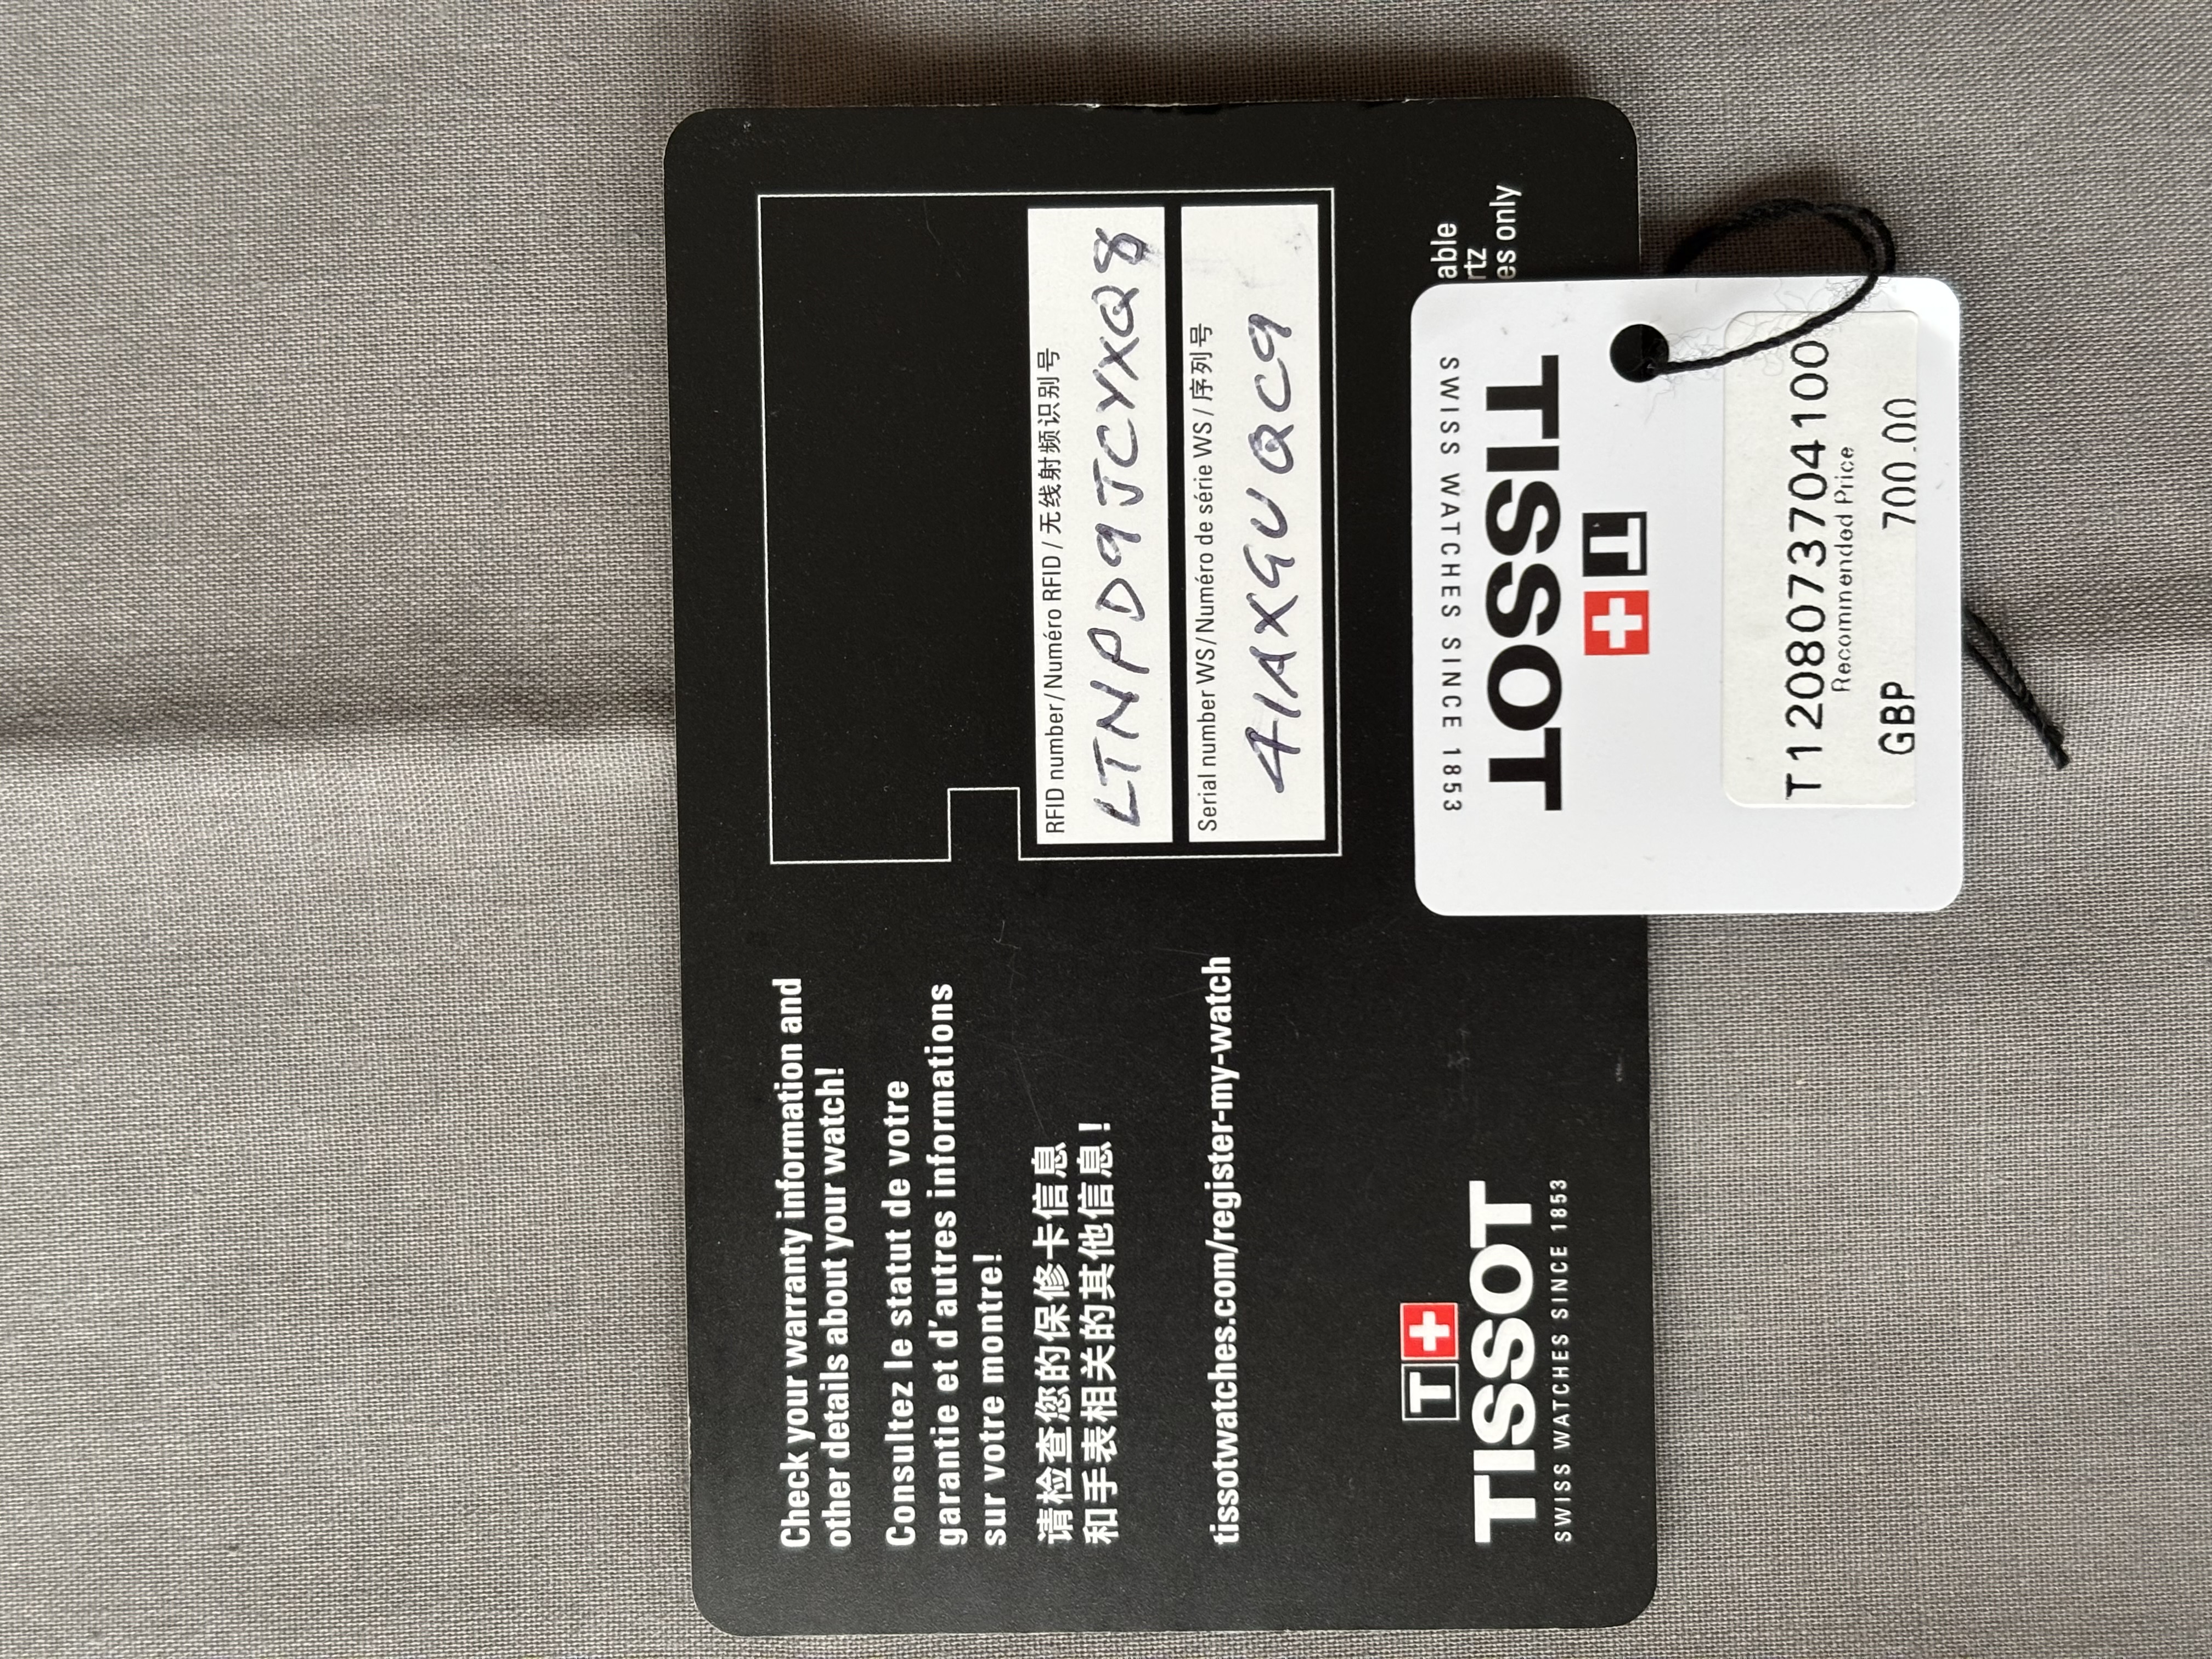 Check your warranty information and
other details about your watch!
Consultez le statut de votre
garantie et d'autres informations
sur votre montre!
请检查您的保修卡信息
和手表相关的其他信息!
tissotwatches.com/register-my-watch
T+
TISSOT
SWISS WATCHES SINCE 1853
RFID number / Numéro RFID / 无线射频识别号
LTNPD9JCYXQ8
Serial number WS / Numéro de série WS / 序列号
41AXGUQC9
able
rtz
es only
SWISS WATCHES SINCE 1853
TISSOT
+T
T1208073704100
Recommended Price
GBP 700.00